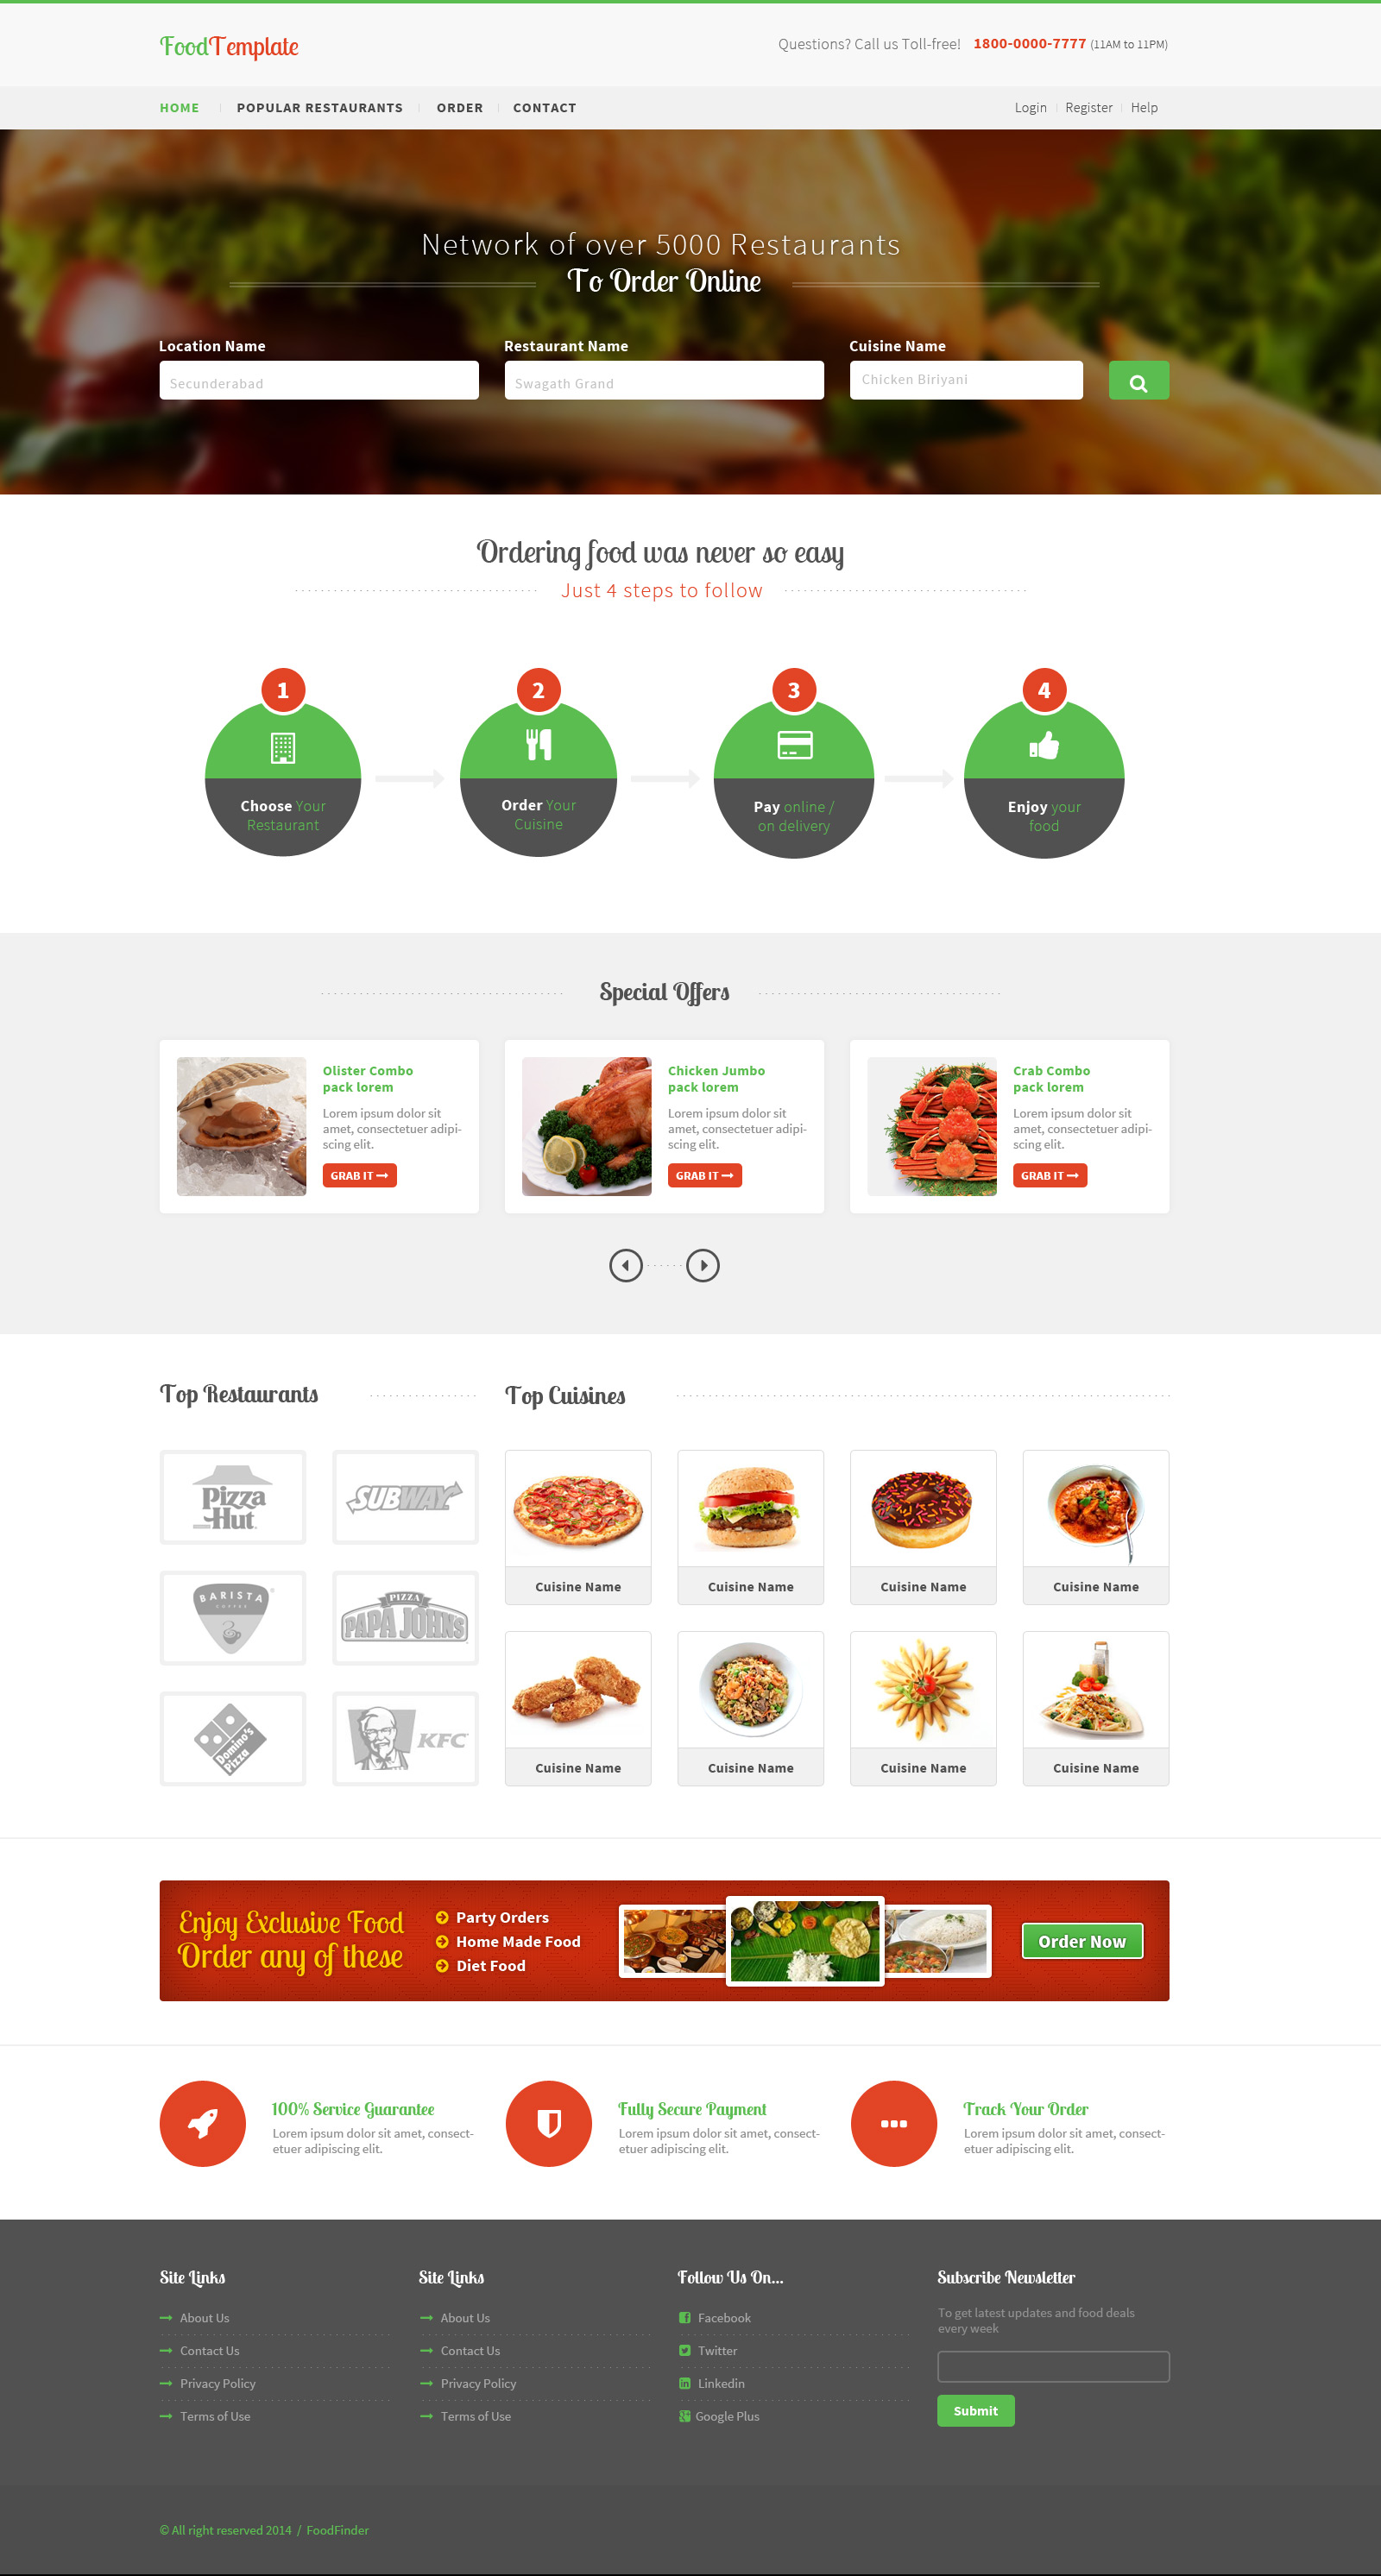 FoodTemplate
Questions? Call us Toll-free! 1800-0000-7777 (11AM to 11PM)
HOME POPULAR RESTAURANTS ORDER CONTACT
Login Register Help
Network of over 5000 Restaurants
To Order Online
Location Name Restaurant Name Cuisine Name
Secunderabad Swagath Grand Chicken Biriyani
Ordering food was never so easy
Just 4 steps to follow
1
Choose Your
Restaurant
2
Order Your
Cuisine
3
Pay online /
on delivery
4
Enjoy your
food
Special Offers
Olister Combo
pack lorem
Lorem ipsum dolor sit
amet, consectetuer adipi-
scing elit.
GRAB IT
Chicken Jumbo
pack lorem
Lorem ipsum dolor sit
amet, consectetuer adipi-
scing elit.
GRAB IT
Crab Combo
pack lorem
Lorem ipsum dolor sit
amet, consectetuer adipi-
scing elit.
GRAB IT
Top Restaurants
Pizza
Hut
SUBWAY
BARISTA
COFFEE
PIZZA
PAPA JOHNS
Domino's
Pizza
KFC
Top Cuisines
Cuisine Name Cuisine Name Cuisine Name Cuisine Name
Cuisine Name Cuisine Name Cuisine Name Cuisine Name
Enjoy Exclusive Food
Order any of these
Party Orders
Home Made Food
Diet Food
Order Now
100% Service Guarantee
Lorem ipsum dolor sit amet, consect-
etuer adipiscing elit.
Fully Secure Payment
Lorem ipsum dolor sit amet, consect-
etuer adipiscing elit.
Track Your Order
Lorem ipsum dolor sit amet, consect-
etuer adipiscing elit.
Site Links
About Us
Contact Us
Privacy Policy
Terms of Use
Site Links
About Us
Contact Us
Privacy Policy
Terms of Use
Follow Us On...
Facebook
Twitter
Linkedin
Google Plus
Subscribe Newsletter
To get latest updates and food deals
every week
Submit
© All right reserved 2014 / FoodFinder